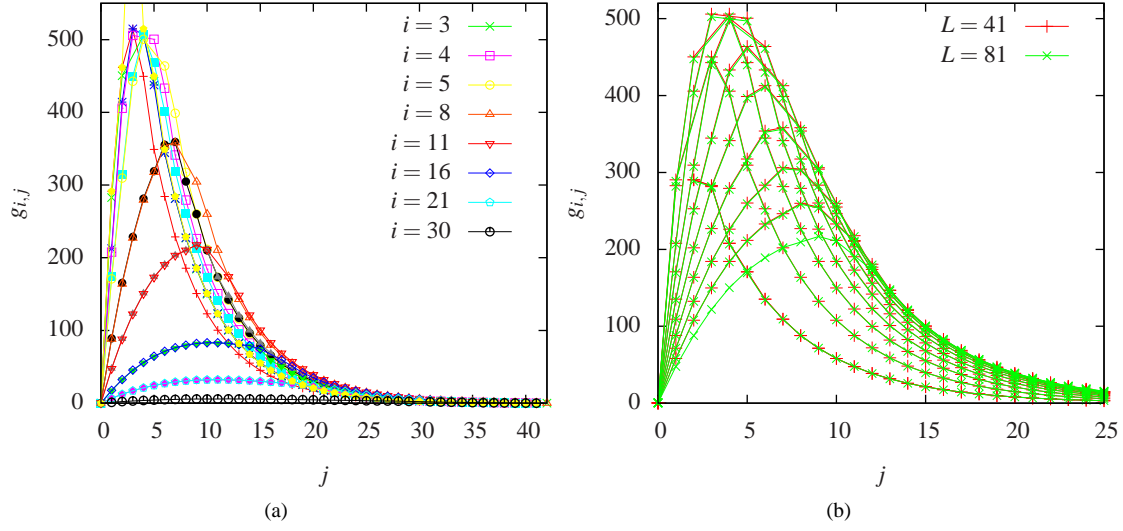 500
400
300
200
100
0
0 5 10 15 20 25 30 35 40
g_{i,j}
j
i = 3
i = 4
i = 5
i = 8
i = 11
i = 16
i = 21
i = 30
(a)
500
400
300
200
100
0
0 5 10 15 20 25
g_{i,j}
j
L = 41
L = 81
(b)